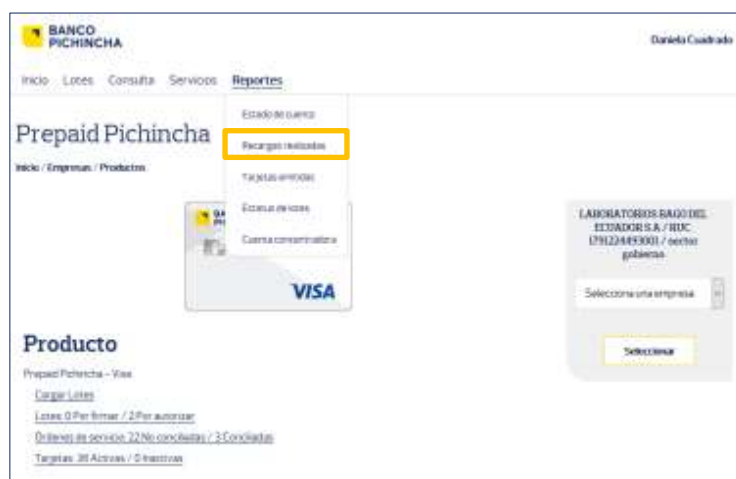 BANCO
PICHINCHA
Daniela Cuadrado
Inicio Lotes Consulta Servicios Reportes
Estado de cuenta
Prepaid Pichincha
Recargas realizadas
Inicio / Empresas / Productos
Tarjetas emitidas
Estatus de lotes
Cuenta concentradora
LABORATORIOS BAGO DEL
ECUADOR S.A / RUC
1791224493001 / sector
gobierno
VISA
Selecciona una empresa
Producto
Seleccionar
Prepaid Pichincha - Visa
Cargar Lotes
Lotes: 0 Por firmar / 2 Por autorizar
Órdenes de servicio: 22 No conciliadas / 3 Conciliadas
Tarjetas: 38 Activas / 0 Inactivas